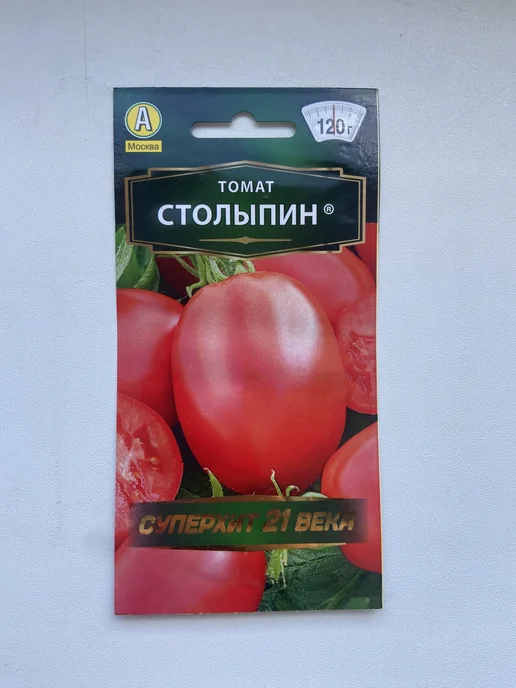 А
Москва
120г
ТОМАТ
СТОЛЫПИН ®
СУПЕРХИТ 21 ВЕКА